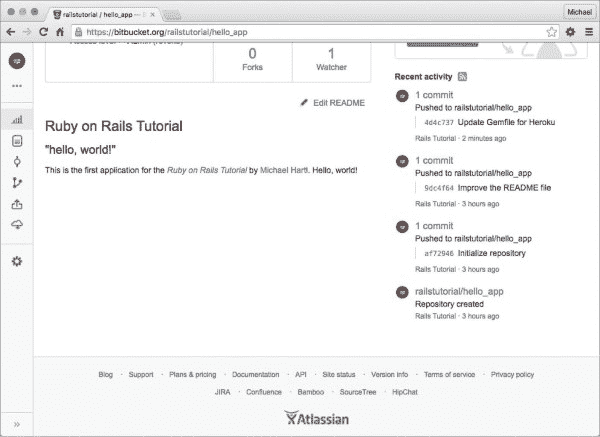 railstutorial / hello_app —
Michael
https://bitbucket.org/railstutorial/hello_app
0
Forks
1
Watcher
Edit README
Ruby on Rails Tutorial
"hello, world!"
This is the first application for the Ruby on Rails Tutorial by Michael Hartl. Hello, world!
Recent activity
1 commit
Pushed to railstutorial/hello_app
4d4c737 Update Gemfile for Heroku
Rails Tutorial · 2 minutes ago
1 commit
Pushed to railstutorial/hello_app
9dc4f64 Improve the README file
Rails Tutorial · 3 hours ago
1 commit
Pushed to railstutorial/hello_app
af72946 Initialize repository
Rails Tutorial · 3 hours ago
railstutorial/hello_app
Repository created
Rails Tutorial · 3 hours ago
Blog · Support · Plans & pricing · Documentation · API · Site status · Version info · Terms of service · Privacy policy
JIRA · Confluence · Bamboo · SourceTree · HipChat
Atlassian